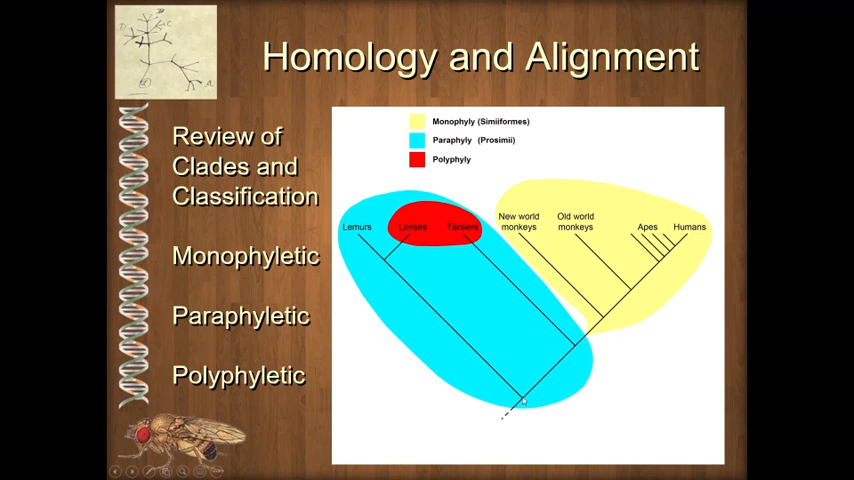 Homology and Alignment
Review of
Clades and
Classification
Monophyletic
Paraphyletic
Polyphyletic
Monophyly (Simiiformes)
Paraphyly (Prosimii)
Polyphyly
Lemurs
Lorises
Tarsiers
New world
monkeys
Old world
monkeys
Apes
Humans